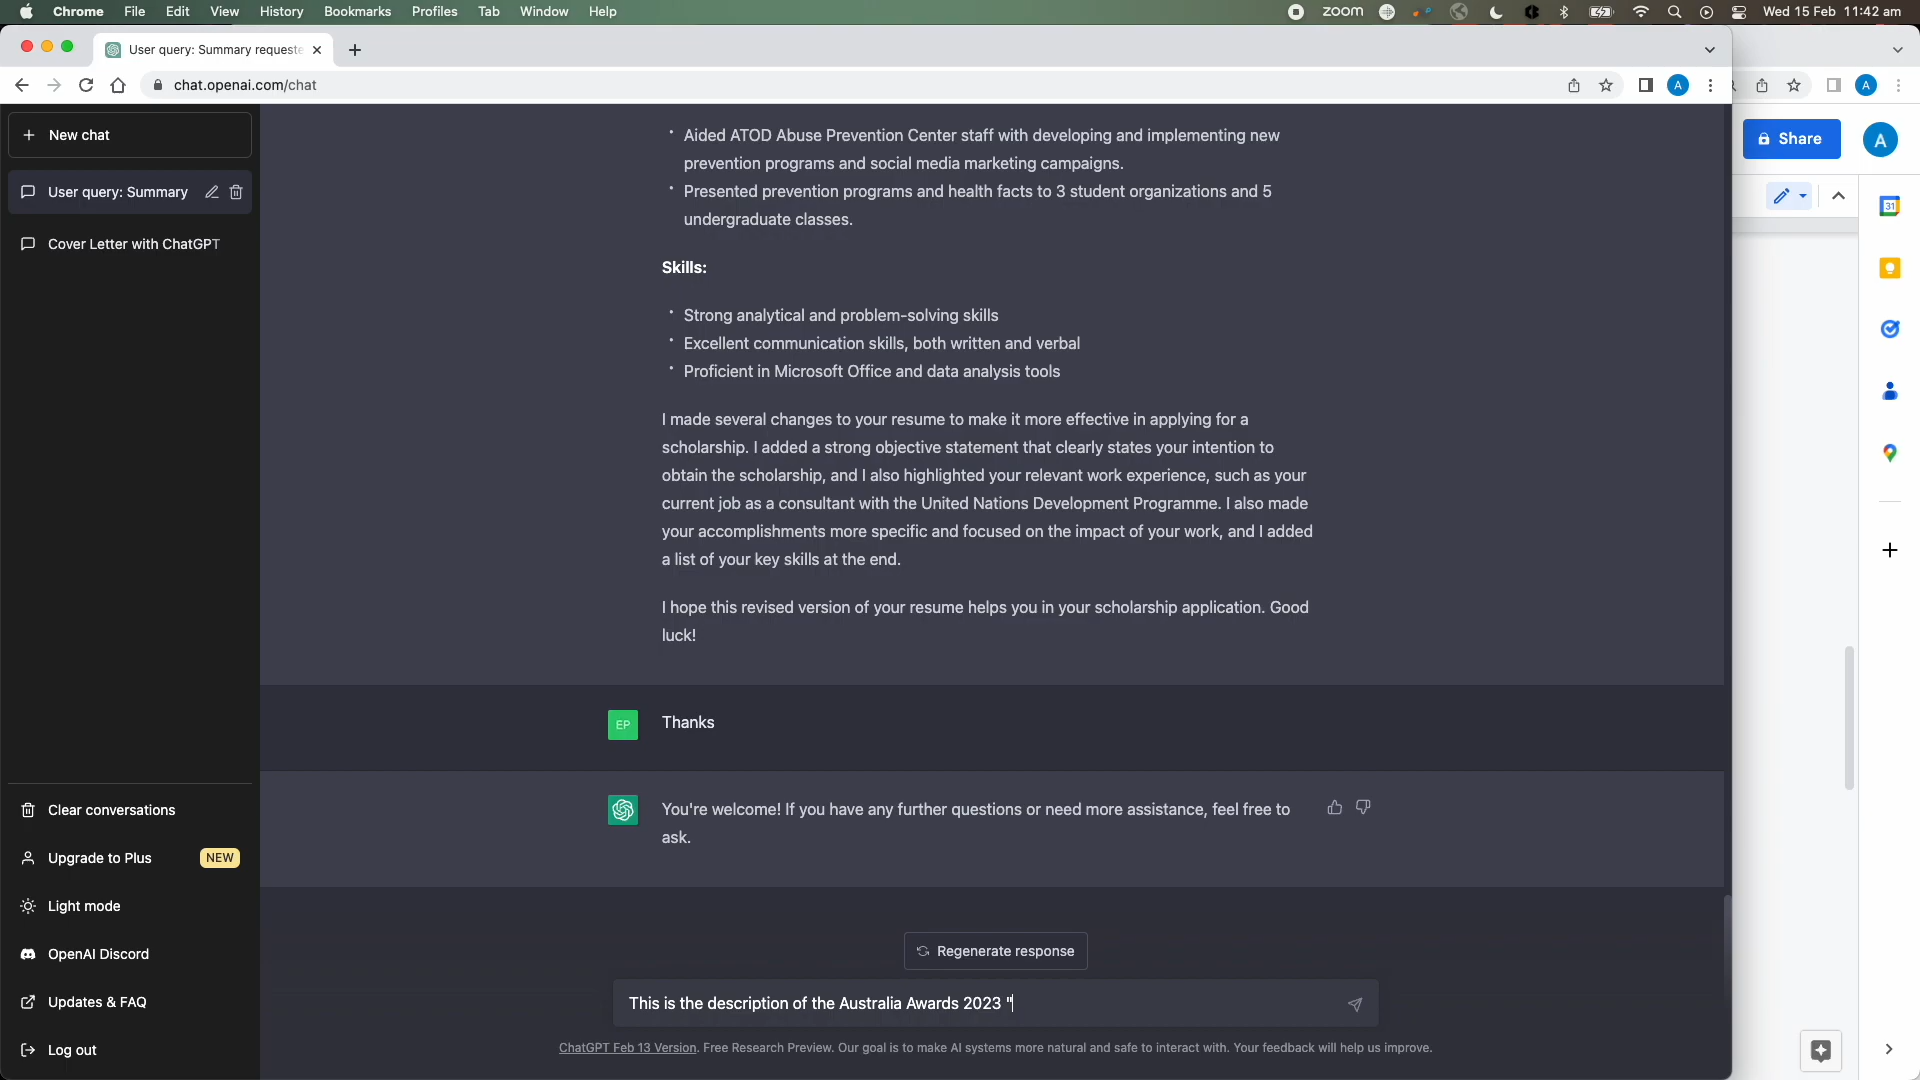 Chrome File Edit View History Bookmarks Profiles Tab Window Help zoom Wed 15 Feb 11:42 am
User query: Summary requeste
chat.openai.com/chat A A
New chat
Share A
User query: Summary
Cover Letter with ChatGPT
31
Aided ATOD Abuse Prevention Center staff with developing and implementing new
prevention programs and social media marketing campaigns.
Presented prevention programs and health facts to 3 student organizations and 5
undergraduate classes.
Skills:
Strong analytical and problem-solving skills
Excellent communication skills, both written and verbal
Proficient in Microsoft Office and data analysis tools
I made several changes to your resume to make it more effective in applying for a
scholarship. I added a strong objective statement that clearly states your intention to
obtain the scholarship, and I also highlighted your relevant work experience, such as your
current job as a consultant with the United Nations Development Programme. I also made
your accomplishments more specific and focused on the impact of your work, and I added
a list of your key skills at the end.
I hope this revised version of your resume helps you in your scholarship application. Good
luck!
EP Thanks
You're welcome! If you have any further questions or need more assistance, feel free to
ask.
Clear conversations
Upgrade to Plus NEW
Light mode
OpenAI Discord
Updates & FAQ
Log out
Regenerate response
This is the description of the Australia Awards 2023 "
ChatGPT Feb 13 Version. Free Research Preview. Our goal is to make AI systems more natural and safe to interact with. Your feedback will help us improve.